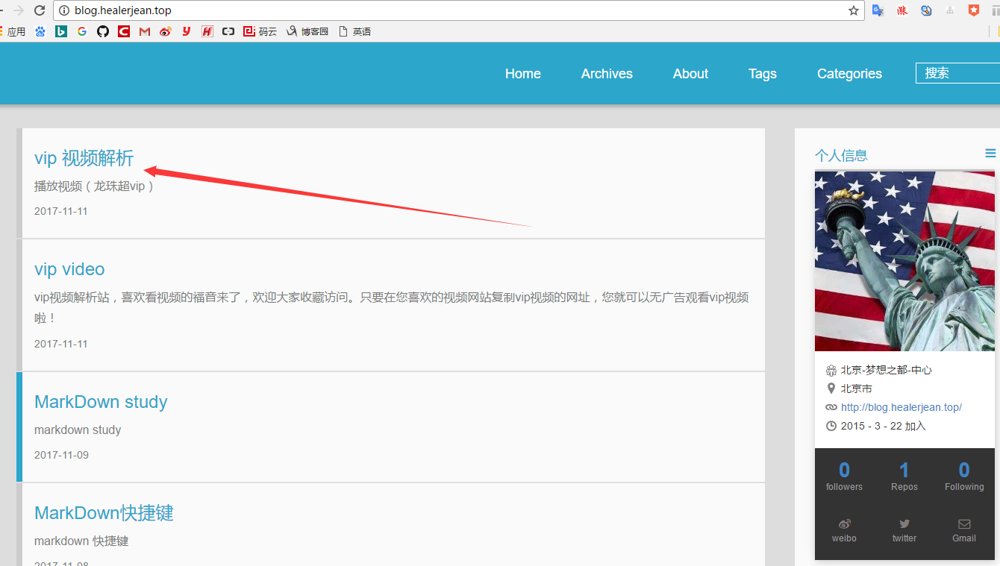 blog.healerjean.top
应用
码云
博客园
英语
Home
Archives
About
Tags
Categories
搜索
vip 视频解析
播放视频（龙珠超vip）
2017-11-11
vip video
vip视频解析站，喜欢看视频的福音来了，欢迎大家收藏访问。只要在您喜欢的视频网站复制vip视频的网址，您就可以无广告观看vip视频
啦！
2017-11-11
MarkDown study
markdown study
2017-11-09
MarkDown快捷键
markdown 快捷键
2017-11-08
个人信息
北京-梦想之都-中心
北京市
http://blog.healerjean.top/
2015 - 3 - 22 加入
0
followers
1
Repos
0
Following
weibo
twitter
Gmail